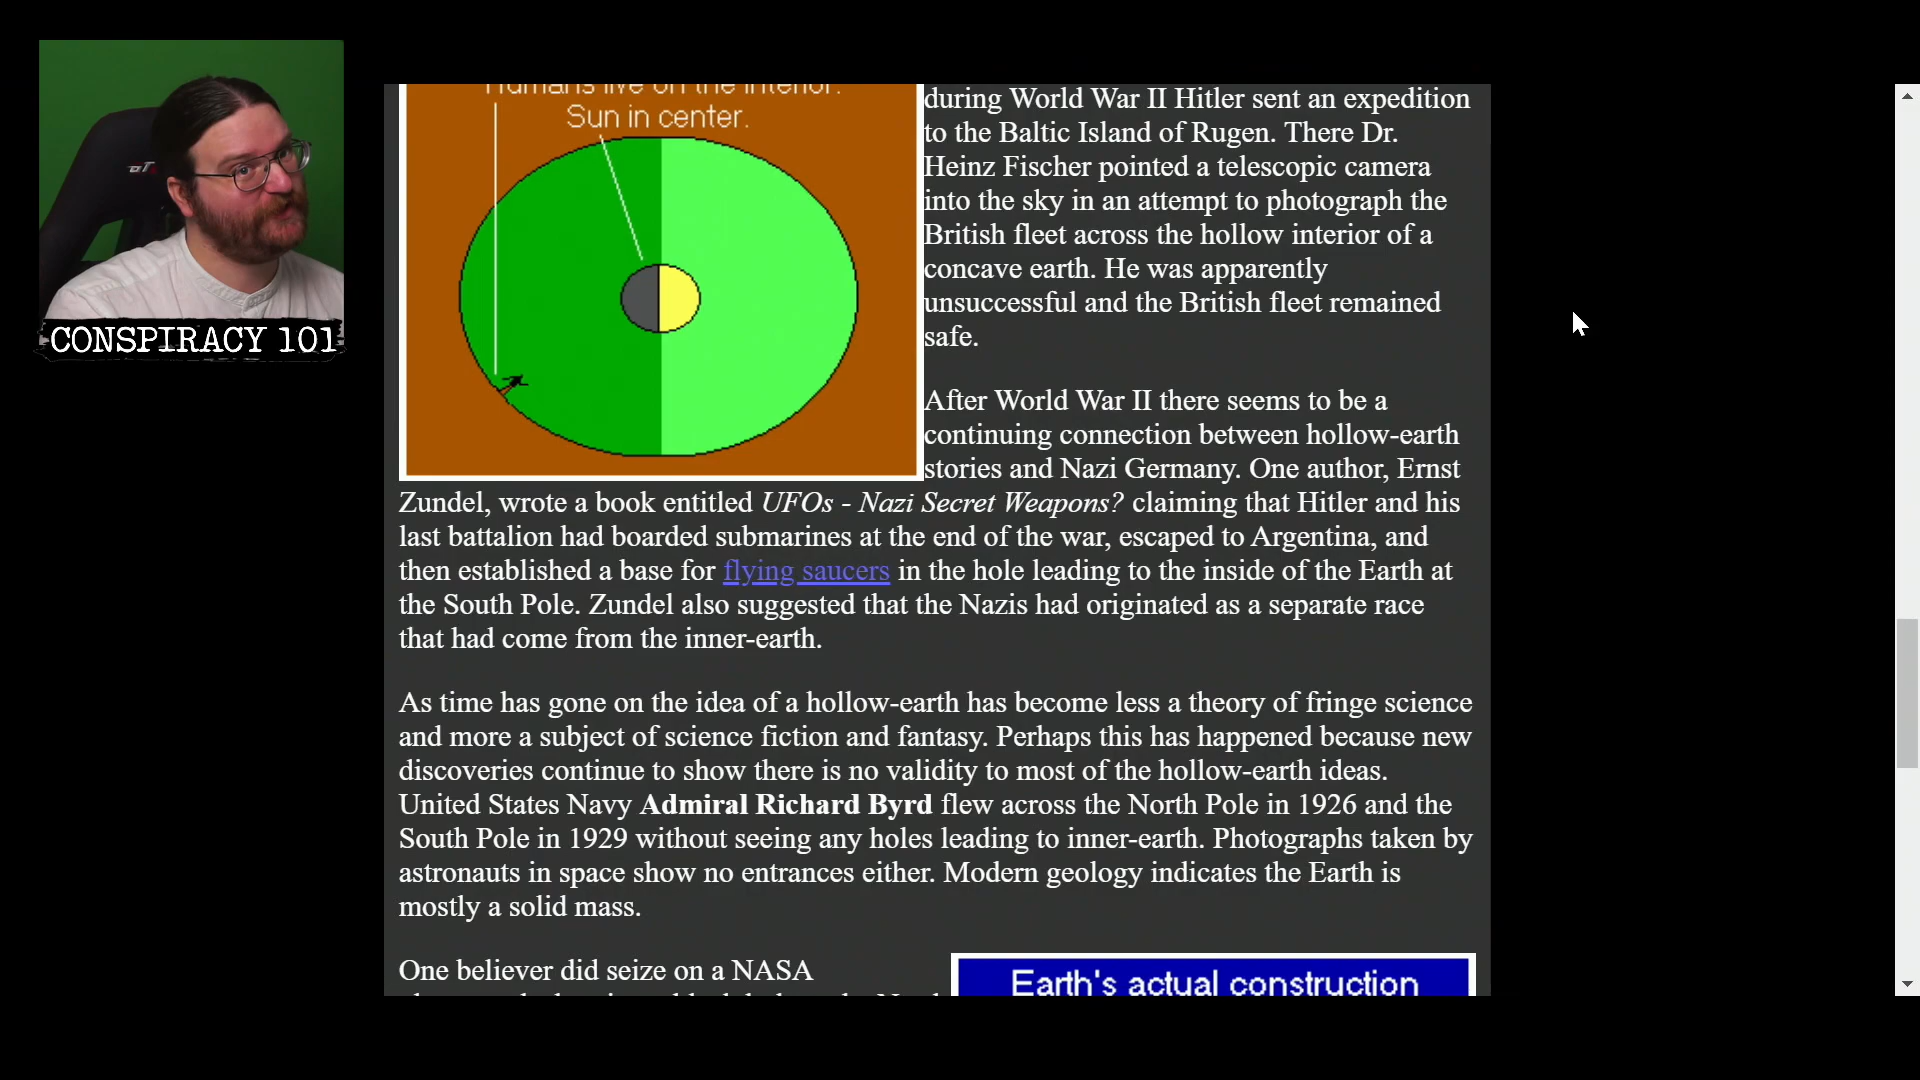 CONSPIRACY 101
Humans live on the interior.
Sun in center.
during World War II Hitler sent an expedition
to the Baltic Island of Rugen. There Dr.
Heinz Fischer pointed a telescopic camera
into the sky in an attempt to photograph the
British fleet across the hollow interior of a
concave earth. He was apparently
unsuccessful and the British fleet remained
safe.
After World War II there seems to be a
continuing connection between hollow-earth
stories and Nazi Germany. One author, Ernst
Zundel, wrote a book entitled UFOs - Nazi Secret Weapons? claiming that Hitler and his
last battalion had boarded submarines at the end of the war, escaped to Argentina, and
then established a base for flying saucers in the hole leading to the inside of the Earth at
the South Pole. Zundel also suggested that the Nazis had originated as a separate race
that had come from the inner-earth.
As time has gone on the idea of a hollow-earth has become less a theory of fringe science
and more a subject of science fiction and fantasy. Perhaps this has happened because new
discoveries continue to show there is no validity to most of the hollow-earth ideas.
United States Navy Admiral Richard Byrd flew across the North Pole in 1926 and the
South Pole in 1929 without seeing any holes leading to inner-earth. Photographs taken by
astronauts in space show no entrances either. Modern geology indicates the Earth is
mostly a solid mass.
One believer did seize on a NASA
Earth's actual construction